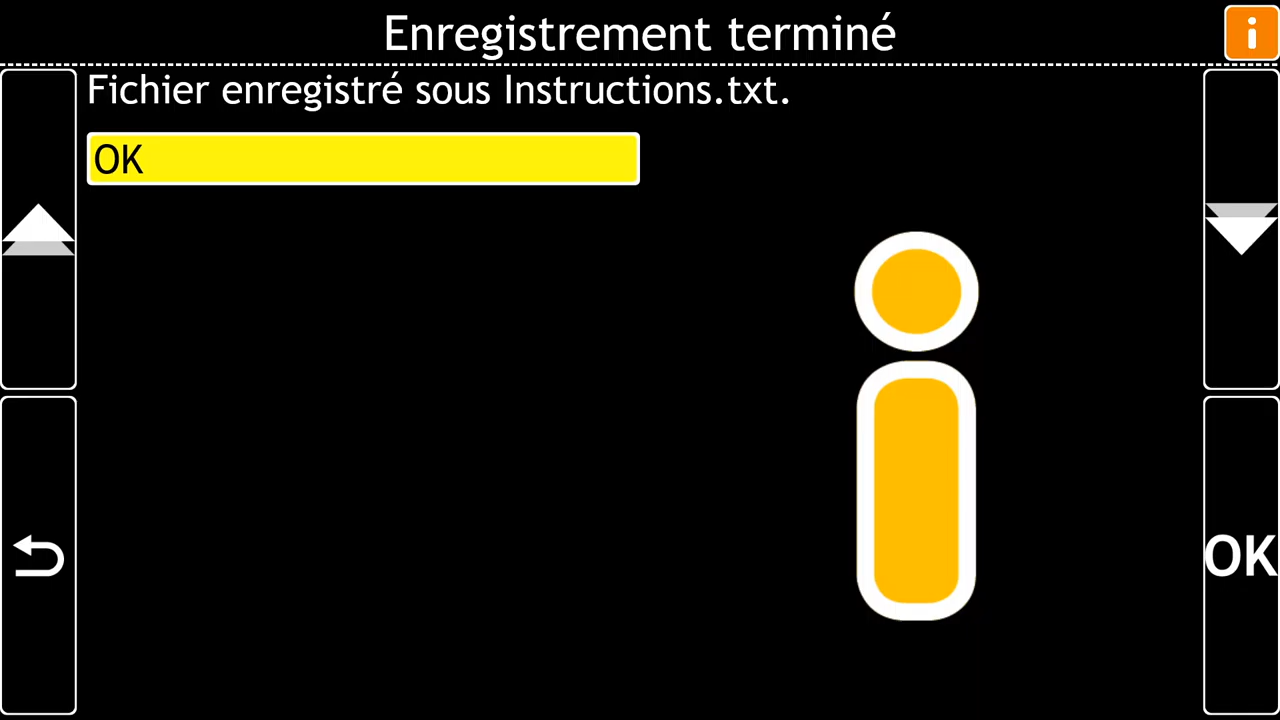 Enregistrement terminé
i
Fichier enregistré sous Instructions.txt.
OK
i
OK